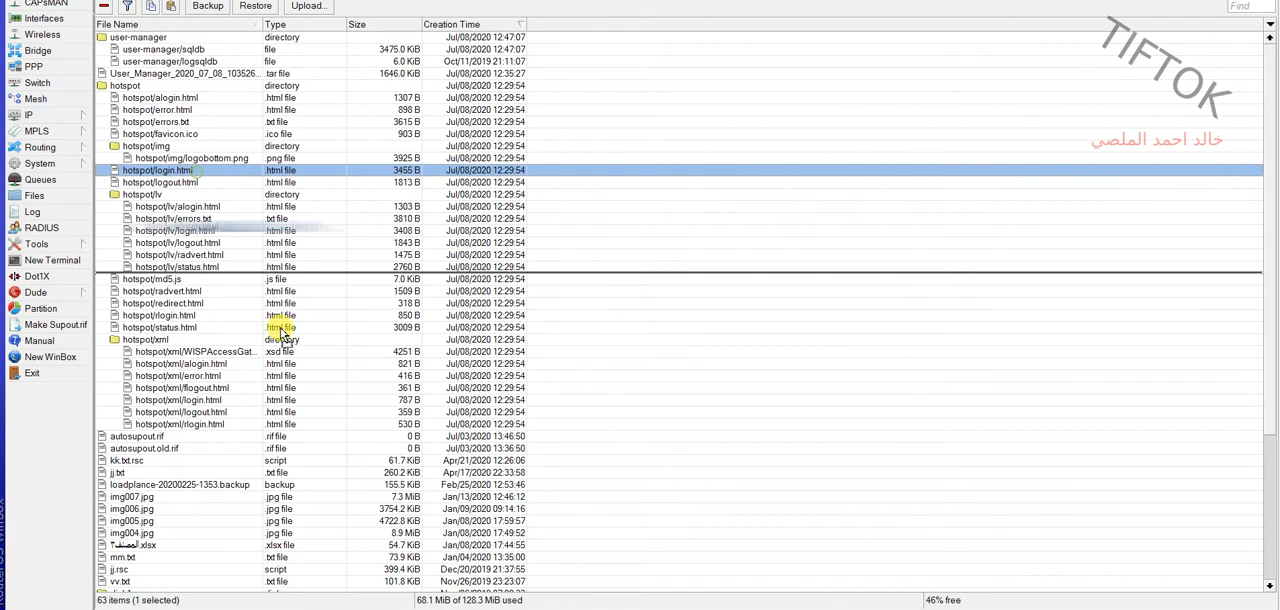 CAPsMAN
Interfaces
Wireless
Bridge
PPP
Switch
Mesh
IP
MPLS
Routing
System
Queues
Files
Log
RADIUS
Tools
New Terminal
Dot1X
Dude
Partition
Make Supout.rif
Manual
New WinBox
Exit
Backup Restore Upload... Find
File Name Type Size Creation Time
user-manager directory Jul/08/2020 12:47:07
user-manager/sqldb file 3475.0 KiB Jul/08/2020 12:47:07
user-manager/logsqldb file 6.0 KiB Oct/11/2019 21:11:07
User_Manager_2020_07_08_103526... .tar file 1646.0 KiB Jul/08/2020 12:35:27
hotspot directory Jul/08/2020 12:29:54
hotspot/alogin.html .html file 1307 B Jul/08/2020 12:29:54
hotspot/error.html .html file 898 B Jul/08/2020 12:29:54
hotspot/errors.txt .txt file 3615 B Jul/08/2020 12:29:54
hotspot/favicon.ico .ico file 903 B Jul/08/2020 12:29:54
hotspot/img directory Jul/08/2020 12:29:54
hotspot/img/logobottom.png .png file 3925 B Jul/08/2020 12:29:54
hotspot/login.html .html file 3455 B Jul/08/2020 12:29:54
hotspot/logout.html .html file 1813 B Jul/08/2020 12:29:54
hotspot/lv directory Jul/08/2020 12:29:54
hotspot/lv/alogin.html .html file 1303 B Jul/08/2020 12:29:54
hotspot/lv/errors.txt .txt file 3810 B Jul/08/2020 12:29:54
hotspot/lv/login.html .html file 3408 B Jul/08/2020 12:29:54
hotspot/lv/logout.html .html file 1843 B Jul/08/2020 12:29:54
hotspot/lv/radvert.html .html file 1475 B Jul/08/2020 12:29:54
hotspot/lv/status.html .html file 2760 B Jul/08/2020 12:29:54
hotspot/md5.js .js file 7.0 KiB Jul/08/2020 12:29:54
hotspot/radvert.html .html file 1509 B Jul/08/2020 12:29:54
hotspot/redirect.html .html file 318 B Jul/08/2020 12:29:54
hotspot/rlogin.html .html file 850 B Jul/08/2020 12:29:54
hotspot/status.html .html file 3009 B Jul/08/2020 12:29:54
hotspot/xml directory Jul/08/2020 12:29:54
hotspot/xml/WISPAccessGat... .xsd file 4251 B Jul/08/2020 12:29:54
hotspot/xml/alogin.html .html file 821 B Jul/08/2020 12:29:54
hotspot/xml/error.html .html file 416 B Jul/08/2020 12:29:54
hotspot/xml/flogout.html .html file 361 B Jul/08/2020 12:29:54
hotspot/xml/login.html .html file 787 B Jul/08/2020 12:29:54
hotspot/xml/logout.html .html file 359 B Jul/08/2020 12:29:54
hotspot/xml/rlogin.html .html file 530 B Jul/08/2020 12:29:54
autosupout.rif .rif file 0 B Jul/03/2020 13:46:50
autosupout.old.rif .rif file 0 B Jul/03/2020 13:36:50
kk.txt.rsc script 61.7 KiB Apr/21/2020 12:26:06
jj.txt .txt file 260.2 KiB Apr/17/2020 22:33:58
loadplance-20200225-1353.backup backup 155.5 KiB Feb/25/2020 12:53:46
img007.jpg .jpg file 7.3 MiB Jan/13/2020 12:46:12
img006.jpg .jpg file 3754.2 KiB Jan/09/2020 09:14:16
img005.jpg .jpg file 4722.8 KiB Jan/08/2020 17:59:57
img004.jpg .jpg file 8.9 MiB Jan/08/2020 17:49:52
المصنف٣.xlsx .xlsx file 54.7 KiB Jan/08/2020 17:44:55
mm.txt .txt file 73.9 KiB Jan/04/2020 13:35:00
jj.rsc script 399.4 KiB Dec/20/2019 21:37:55
vv.txt .txt file 101.8 KiB Nov/26/2019 23:23:07
63 items (1 selected) 68.1 MiB of 128.3 MiB used 46% free
TIFTOK
خالد احمد الملصي